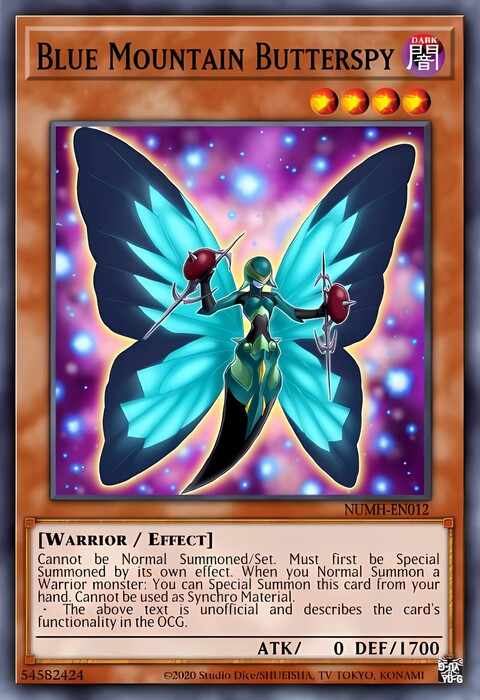 BLUE MOUNTAIN BUTTERSPY
DARK
闇
NUMH-EN012
[WARRIOR / EFFECT]
Cannot be Normal Summoned/Set. Must first be Special
Summoned by its own effect. When you Normal Summon a
Warrior monster: You can Special Summon this card from your
hand. Cannot be used as Synchro Material.
· The above text is unofficial and describes the card's
functionality in the OCG.
ATK/ 0 DEF/1700
54582424
©2020 Studio Dice/SHUEISHA, TV TOKYO, KONAMI